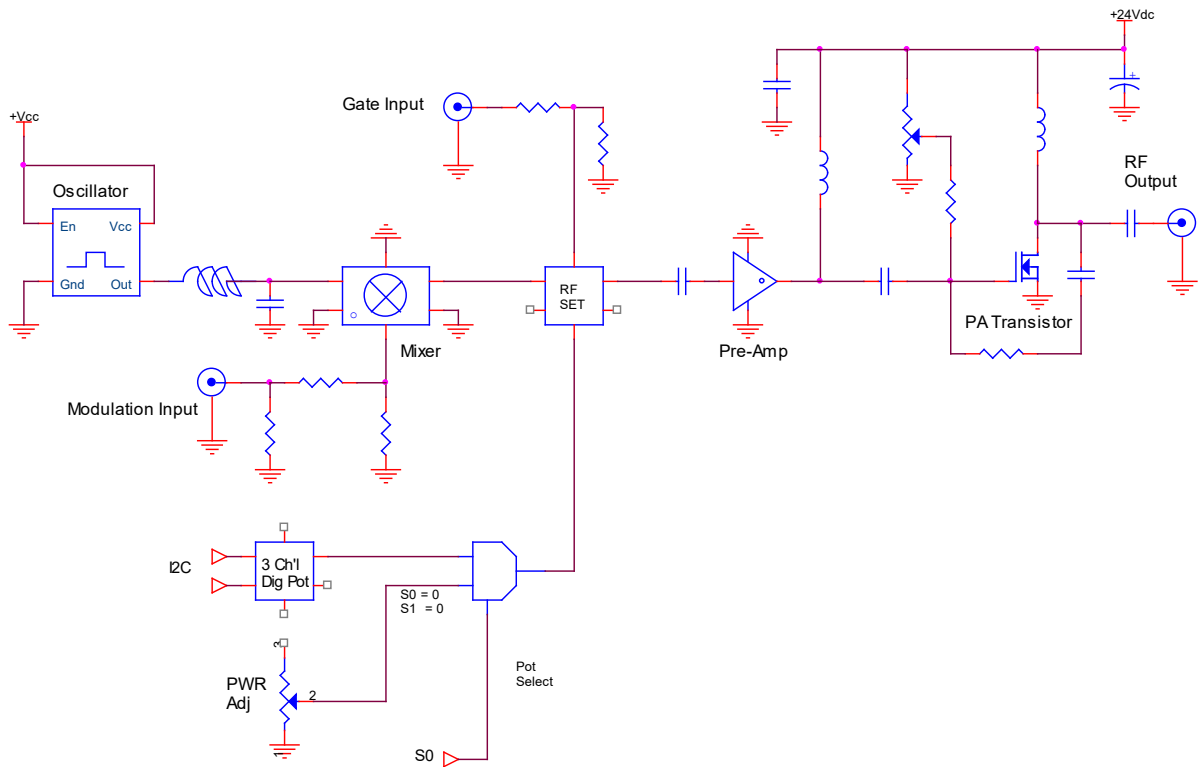 +24Vdc
Gate Input
+Vcc
Oscillator
En
Vcc
Gnd
Out
RF
Output
RF
SET
PA Transistor
Mixer
Pre-Amp
Modulation Input
I2C
3 Ch'l
Dig Pot
S0 = 0
S1 = 0
3
PWR
Adj
2
1
Pot
Select
S0